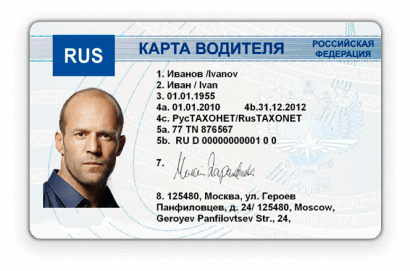 RUS
КАРТА ВОДИТЕЛЯ
РОССИЙСКАЯ
ФЕДЕРАЦИЯ
1. Иванов /Ivanov
2. Иван / Ivan
3. 01.01.1955
4a. 01.01.2010 4b.31.12.2012
4c. РусТАХОНЕТ/RusTAXONET
5a. 77 TN 876567
5b. RU D 00000000001 0 0
7.
8. 125480, Москва, ул. Героев
Панфиловцев, д. 24/ 125480, Moscow,
Geroyev Panfilovtsev Str., 24,